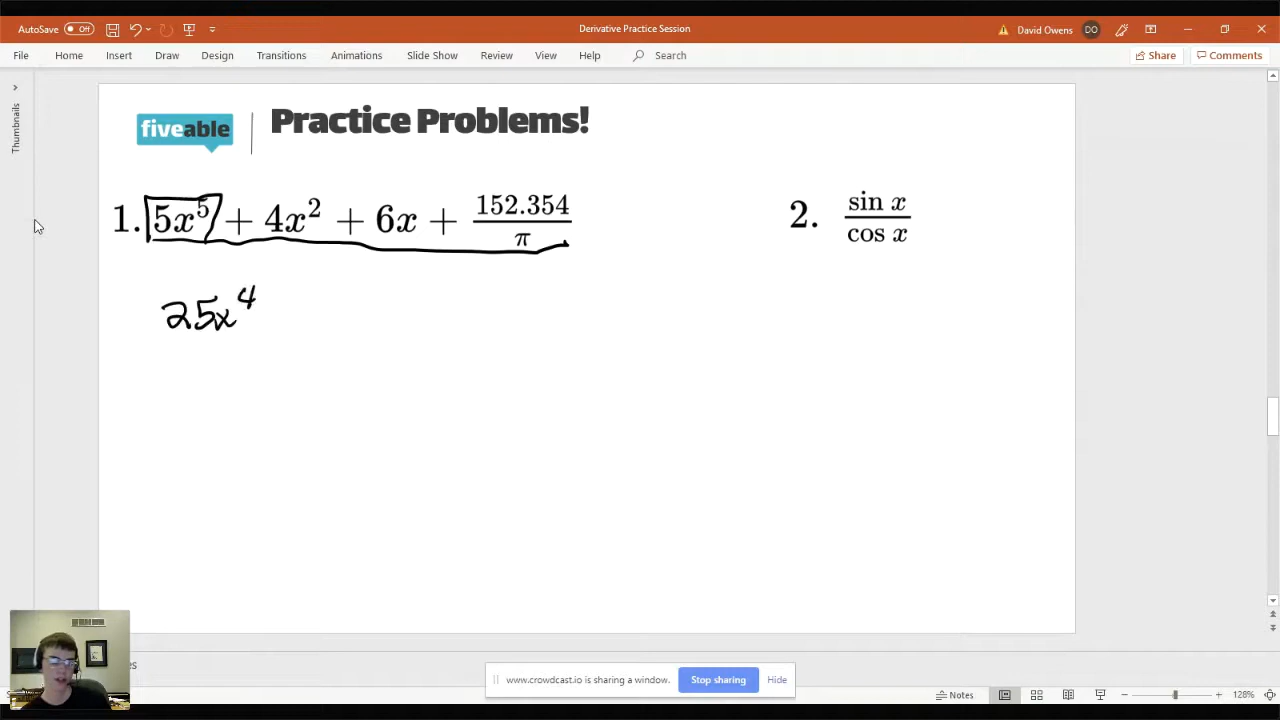 AutoSave Off Derivative Practice Session David Owens DO
File Home Insert Draw Design Transitions Animations Slide Show Review View Help Search Share Comments
Thumbnails
fiveable Practice Problems!
1. 5x⁵ + 4x² + 6x + 152.354/π
2. sin x / cos x
25x⁴
es
www.crowdcast.io is sharing a window. Stop sharing Hide
Notes 128%